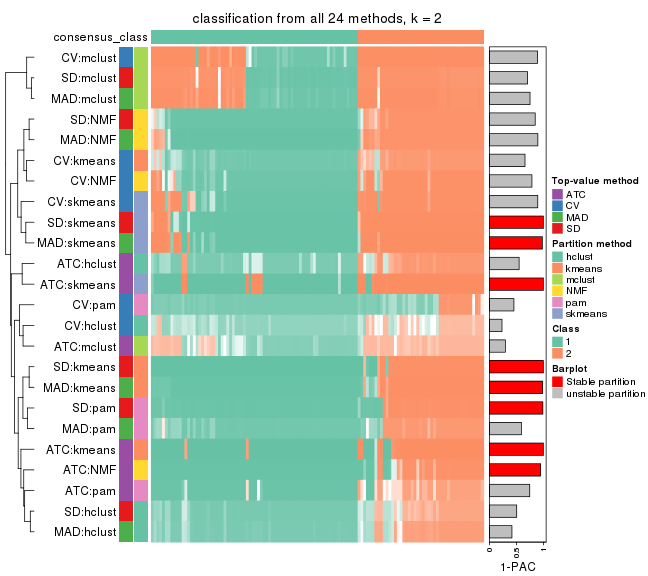 classification from all 24 methods, k = 2
consensus_class
CV:mclust
SD:mclust
MAD:mclust
SD:NMF
MAD:NMF
CV:kmeans
CV:NMF
CV:skmeans
SD:skmeans
MAD:skmeans
ATC:hclust
ATC:skmeans
CV:pam
CV:hclust
ATC:mclust
SD:kmeans
MAD:kmeans
SD:pam
MAD:pam
ATC:kmeans
ATC:NMF
ATC:pam
SD:hclust
MAD:hclust
0 0.5 1
1-PAC
Top-value method
ATC
CV
MAD
SD
Partition method
hclust
kmeans
mclust
NMF
pam
skmeans
Class
1
2
Barplot
Stable partition
unstable partition